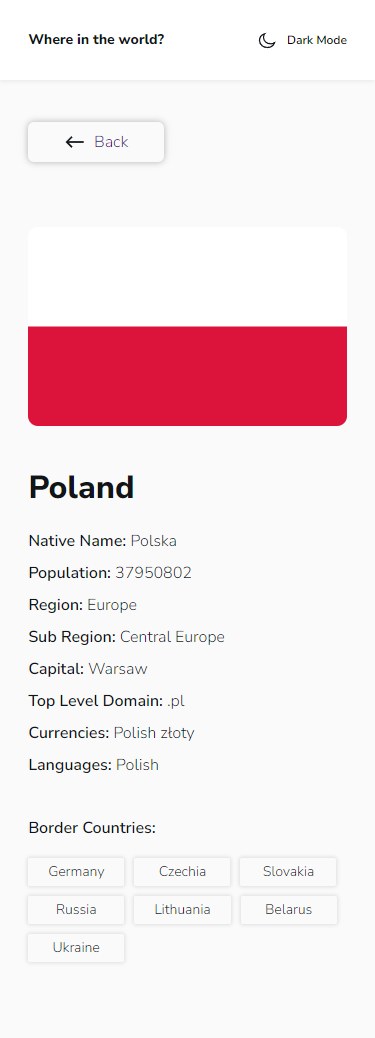 Where in the world? Dark Mode
Back
Poland
Native Name: Polska
Population: 37950802
Region: Europe
Sub Region: Central Europe
Capital: Warsaw
Top Level Domain: .pl
Currencies: Polish złoty
Languages: Polish
Border Countries:
Germany Czechia Slovakia
Russia Lithuania Belarus
Ukraine